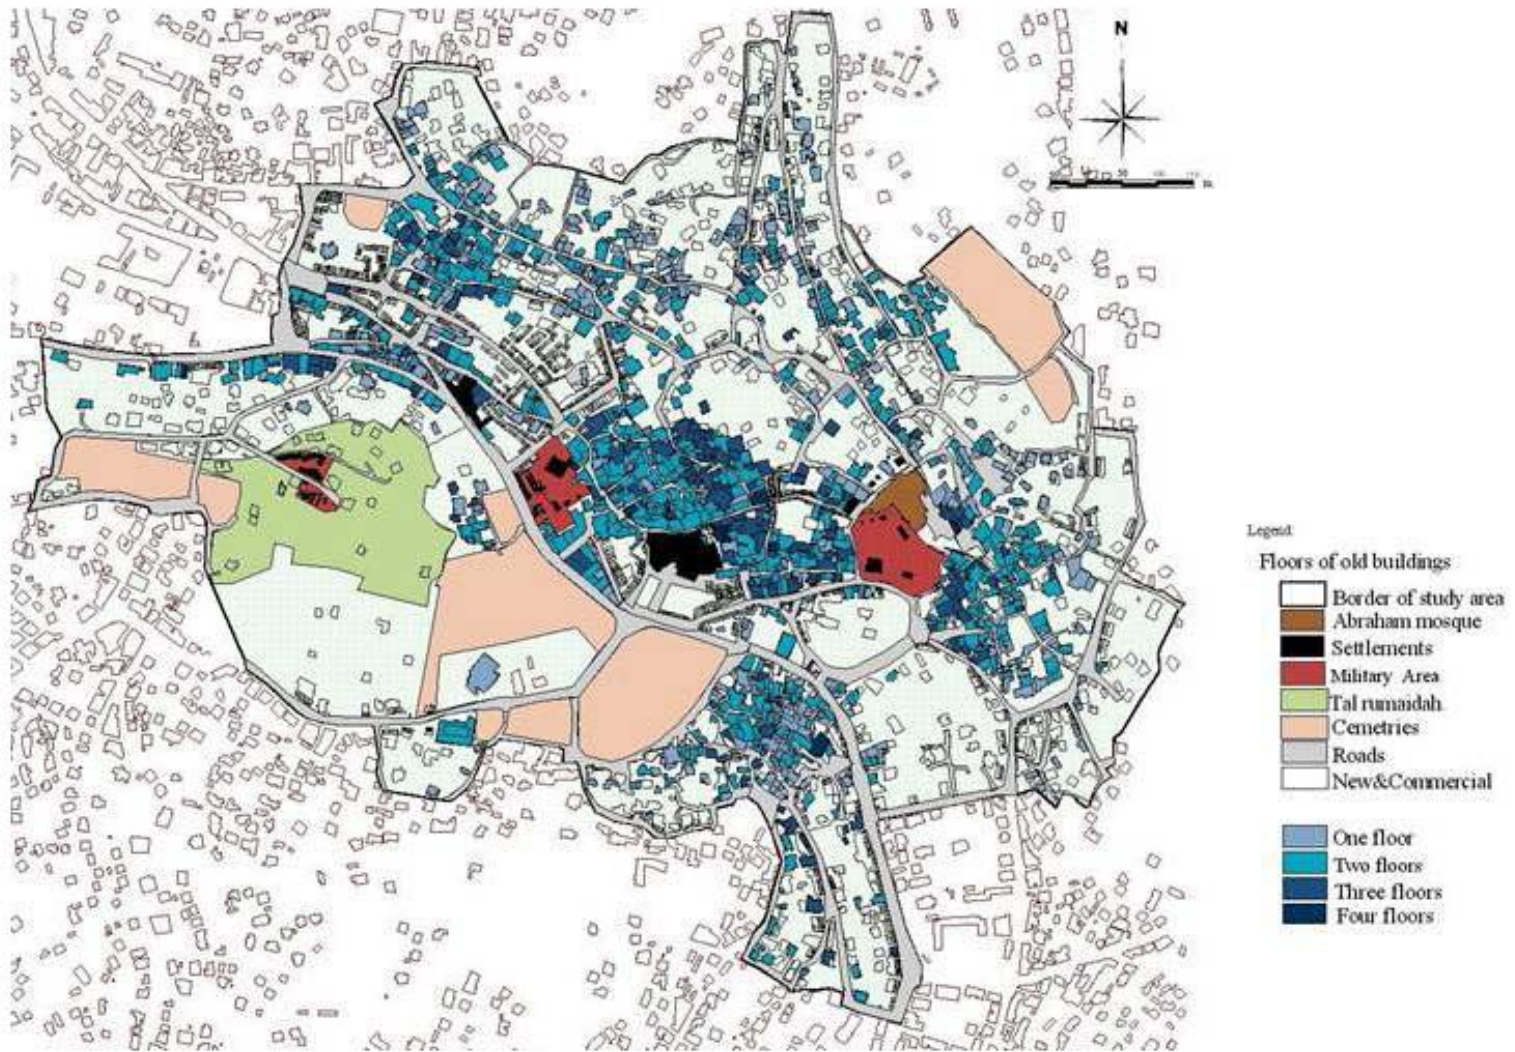 N
m
Legend
Floors of old buildings
Border of study area
Abraham mosque
Settlements
Military Area
Tal rumaidah
Cemetries
Roads
New&Commercial
One floor
Two floors
Three floors
Four floors